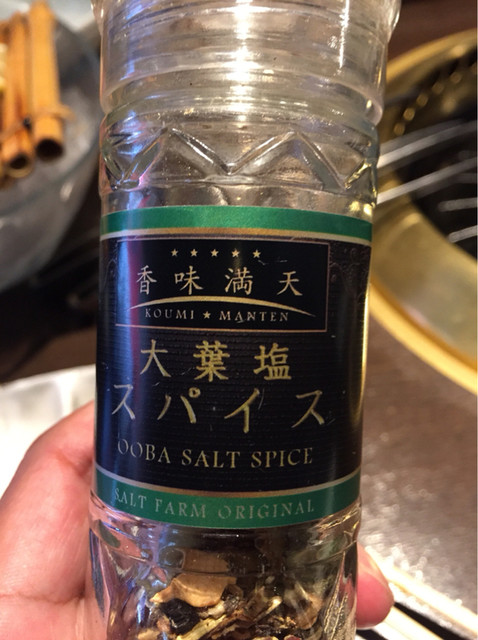 ★★★★★
香味満天
KOUMI ★ MANTEN
大葉塩
スパイス
OOBA SALT SPICE
SALT FARM ORIGINAL